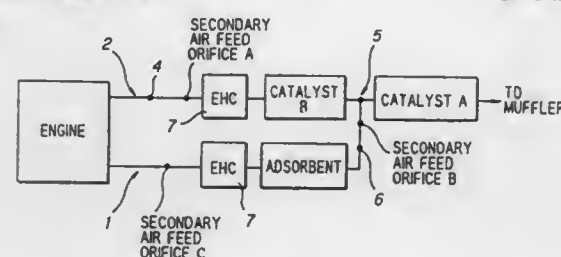 SECONDARY
AIR FEED
ORIFICE A
2
4
5
EHC
CATALYST
B
CATALYST A
TO
MUFFLER
7
ENGINE
EHC
ADSORBENT
SECONDARY
AIR FEED
ORIFICE B
1
SECONDARY
AIR FEED
ORIFICE C
7
6